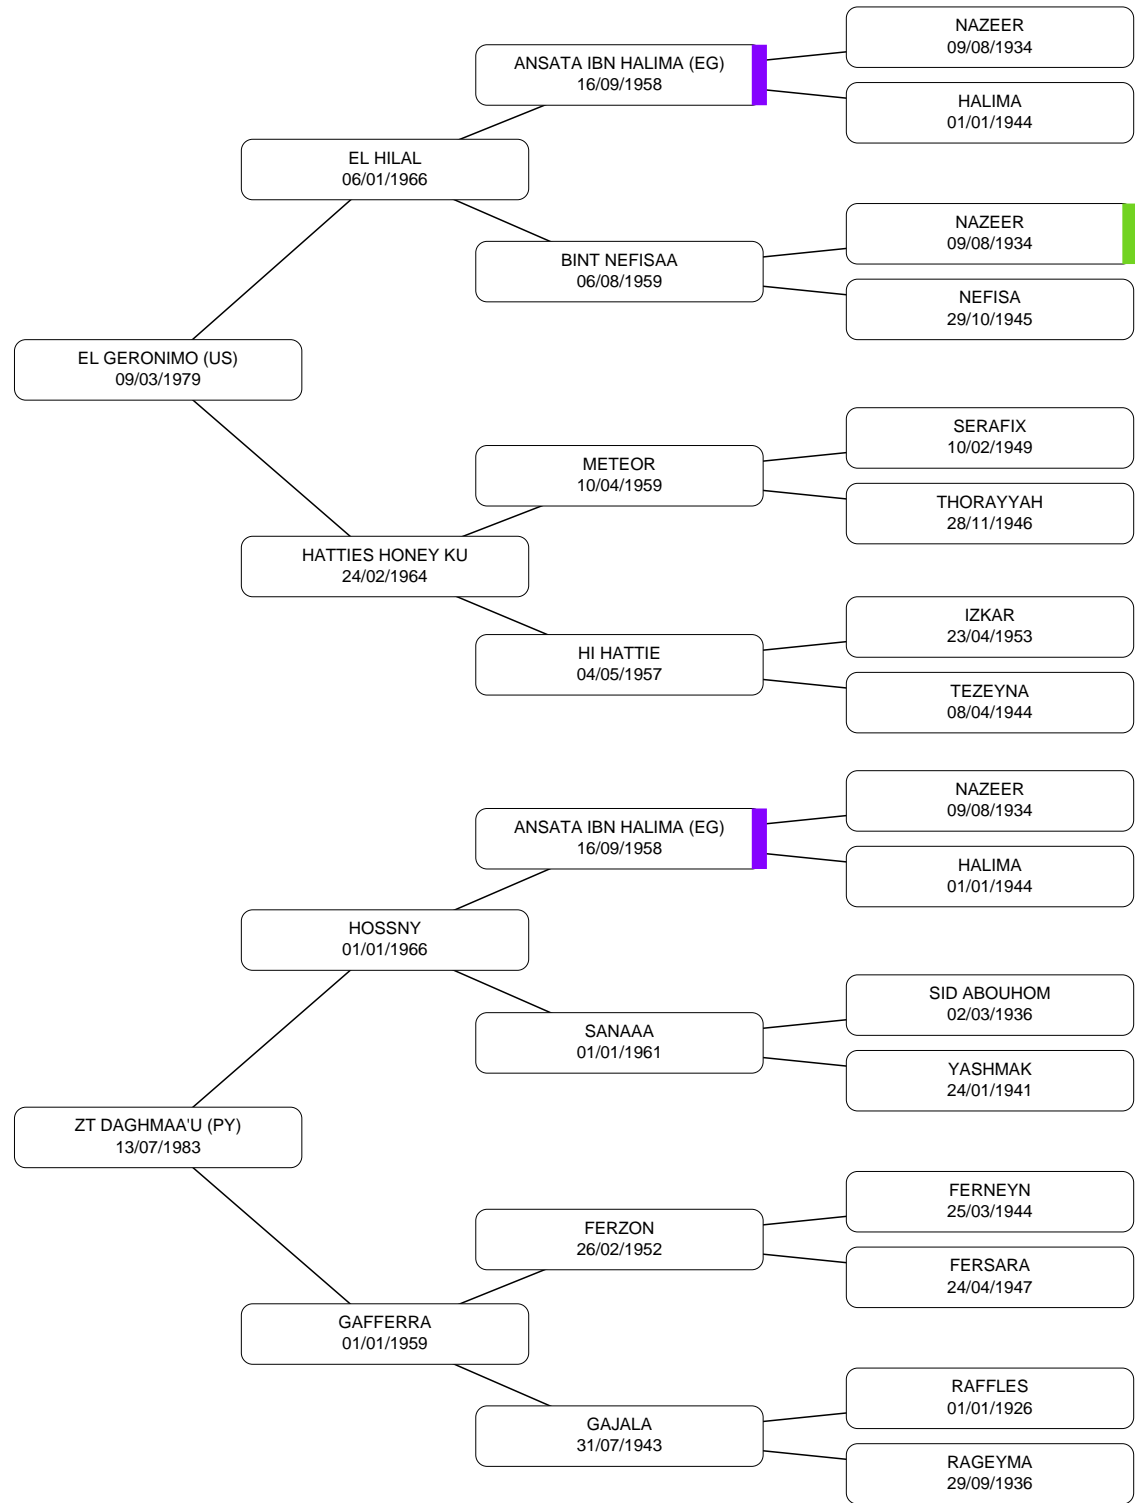 NAZEER
09/08/1934
ANSATA IBN HALIMA (EG)
16/09/1958
HALIMA
01/01/1944
EL HILAL
06/01/1966
NAZEER
09/08/1934
BINT NEFISAA
06/08/1959
NEFISA
29/10/1945
EL GERONIMO (US)
09/03/1979
SERAFIX
10/02/1949
METEOR
10/04/1959
THORAYYAH
28/11/1946
HATTIES HONEY KU
24/02/1964
IZKAR
23/04/1953
HI HATTIE
04/05/1957
TEZEYNA
08/04/1944
NAZEER
09/08/1934
ANSATA IBN HALIMA (EG)
16/09/1958
HALIMA
01/01/1944
HOSSNY
01/01/1966
SID ABOUHOM
02/03/1936
SANAAA
01/01/1961
YASHMAK
24/01/1941
ZT DAGHMAA'U (PY)
13/07/1983
FERNEYN
25/03/1944
FERZON
26/02/1952
FERSARA
24/04/1947
GAFFERRA
01/01/1959
RAFFLES
01/01/1926
GAJALA
31/07/1943
RAGEYMA
29/09/1936